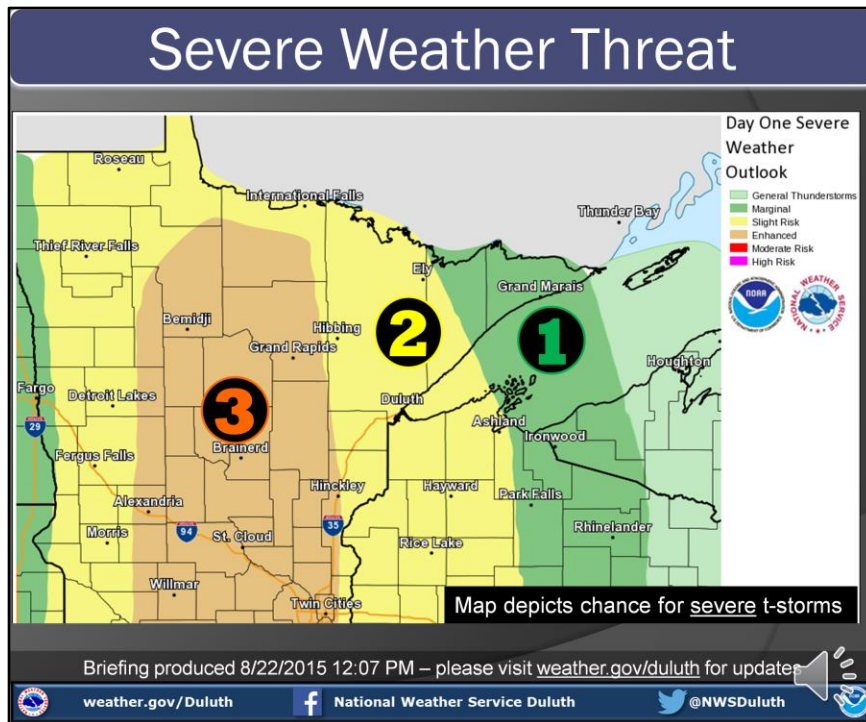 Severe Weather Threat
Day One Severe
Weather
Outlook
General Thunderstorms
Marginal
Slight Risk
Enhanced
Moderate Risk
High Risk
NOAA
NATIONAL WEATHER SERVICE
Roseau
International Falls
Thunder Bay
Thief River Falls
Ely
Grand Marais
Bemidji
Hibbing
2
1
Grand Rapids
Houghton
3
Fargo
Detroit Lakes
Duluth
29
Ashland
Brainerd
Ironwood
Fergus Falls
Hinckley
Hayward
Park Falls
Alexandria
35
94
Morris
St. Cloud
Rhinelander
Rice Lake
Willmar
Twin Cities
Map depicts chance for severe t-storms
Briefing produced 8/22/2015 12:07 PM – please visit weather.gov/duluth for updates
weather.gov/Duluth
f
National Weather Service Duluth
@NWSDuluth